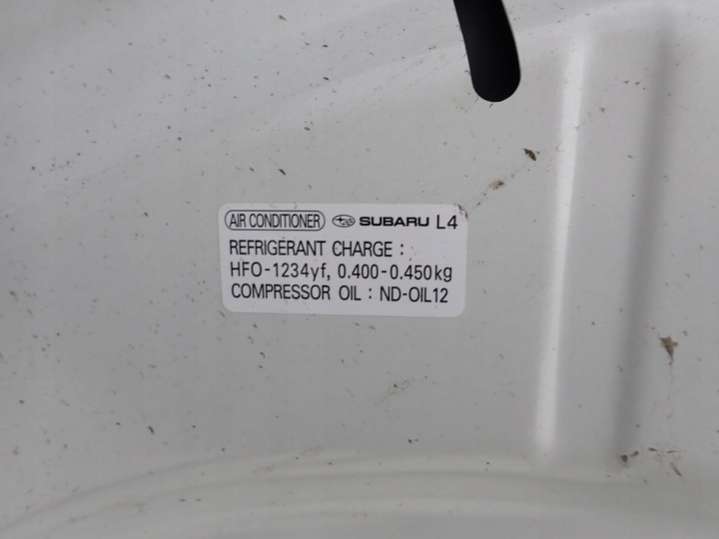 AIR CONDITIONER SUBARU L4
REFRIGERANT CHARGE :
HFO-1234yf, 0.400-0.450kg
COMPRESSOR OIL : ND-OIL12